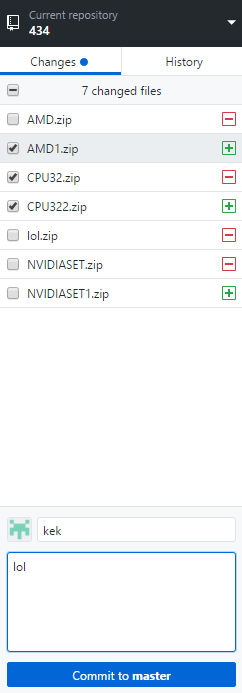 Current repository
434
Changes
History
7 changed files
AMD.zip
AMD1.zip
CPU32.zip
CPU322.zip
lol.zip
NVIDIASET.zip
NVIDIASET1.zip
kek
lol
Commit to master